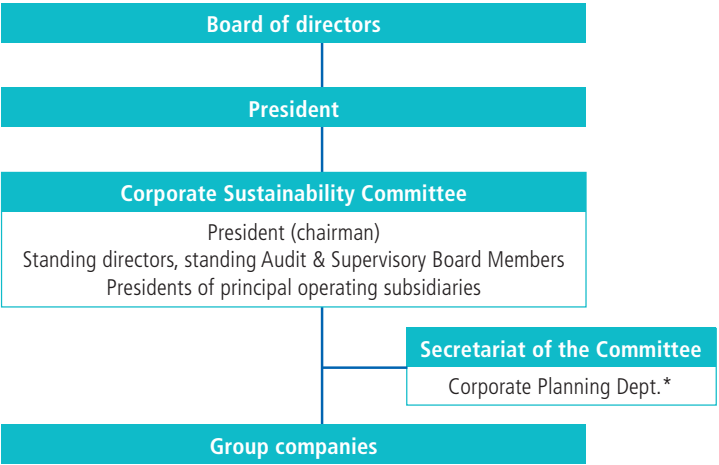 Board of directors
President
Corporate Sustainability Committee
President (chairman)
Standing directors, standing Audit & Supervisory Board Members
Presidents of principal operating subsidiaries
Secretariat of the Committee
Corporate Planning Dept.*
Group companies